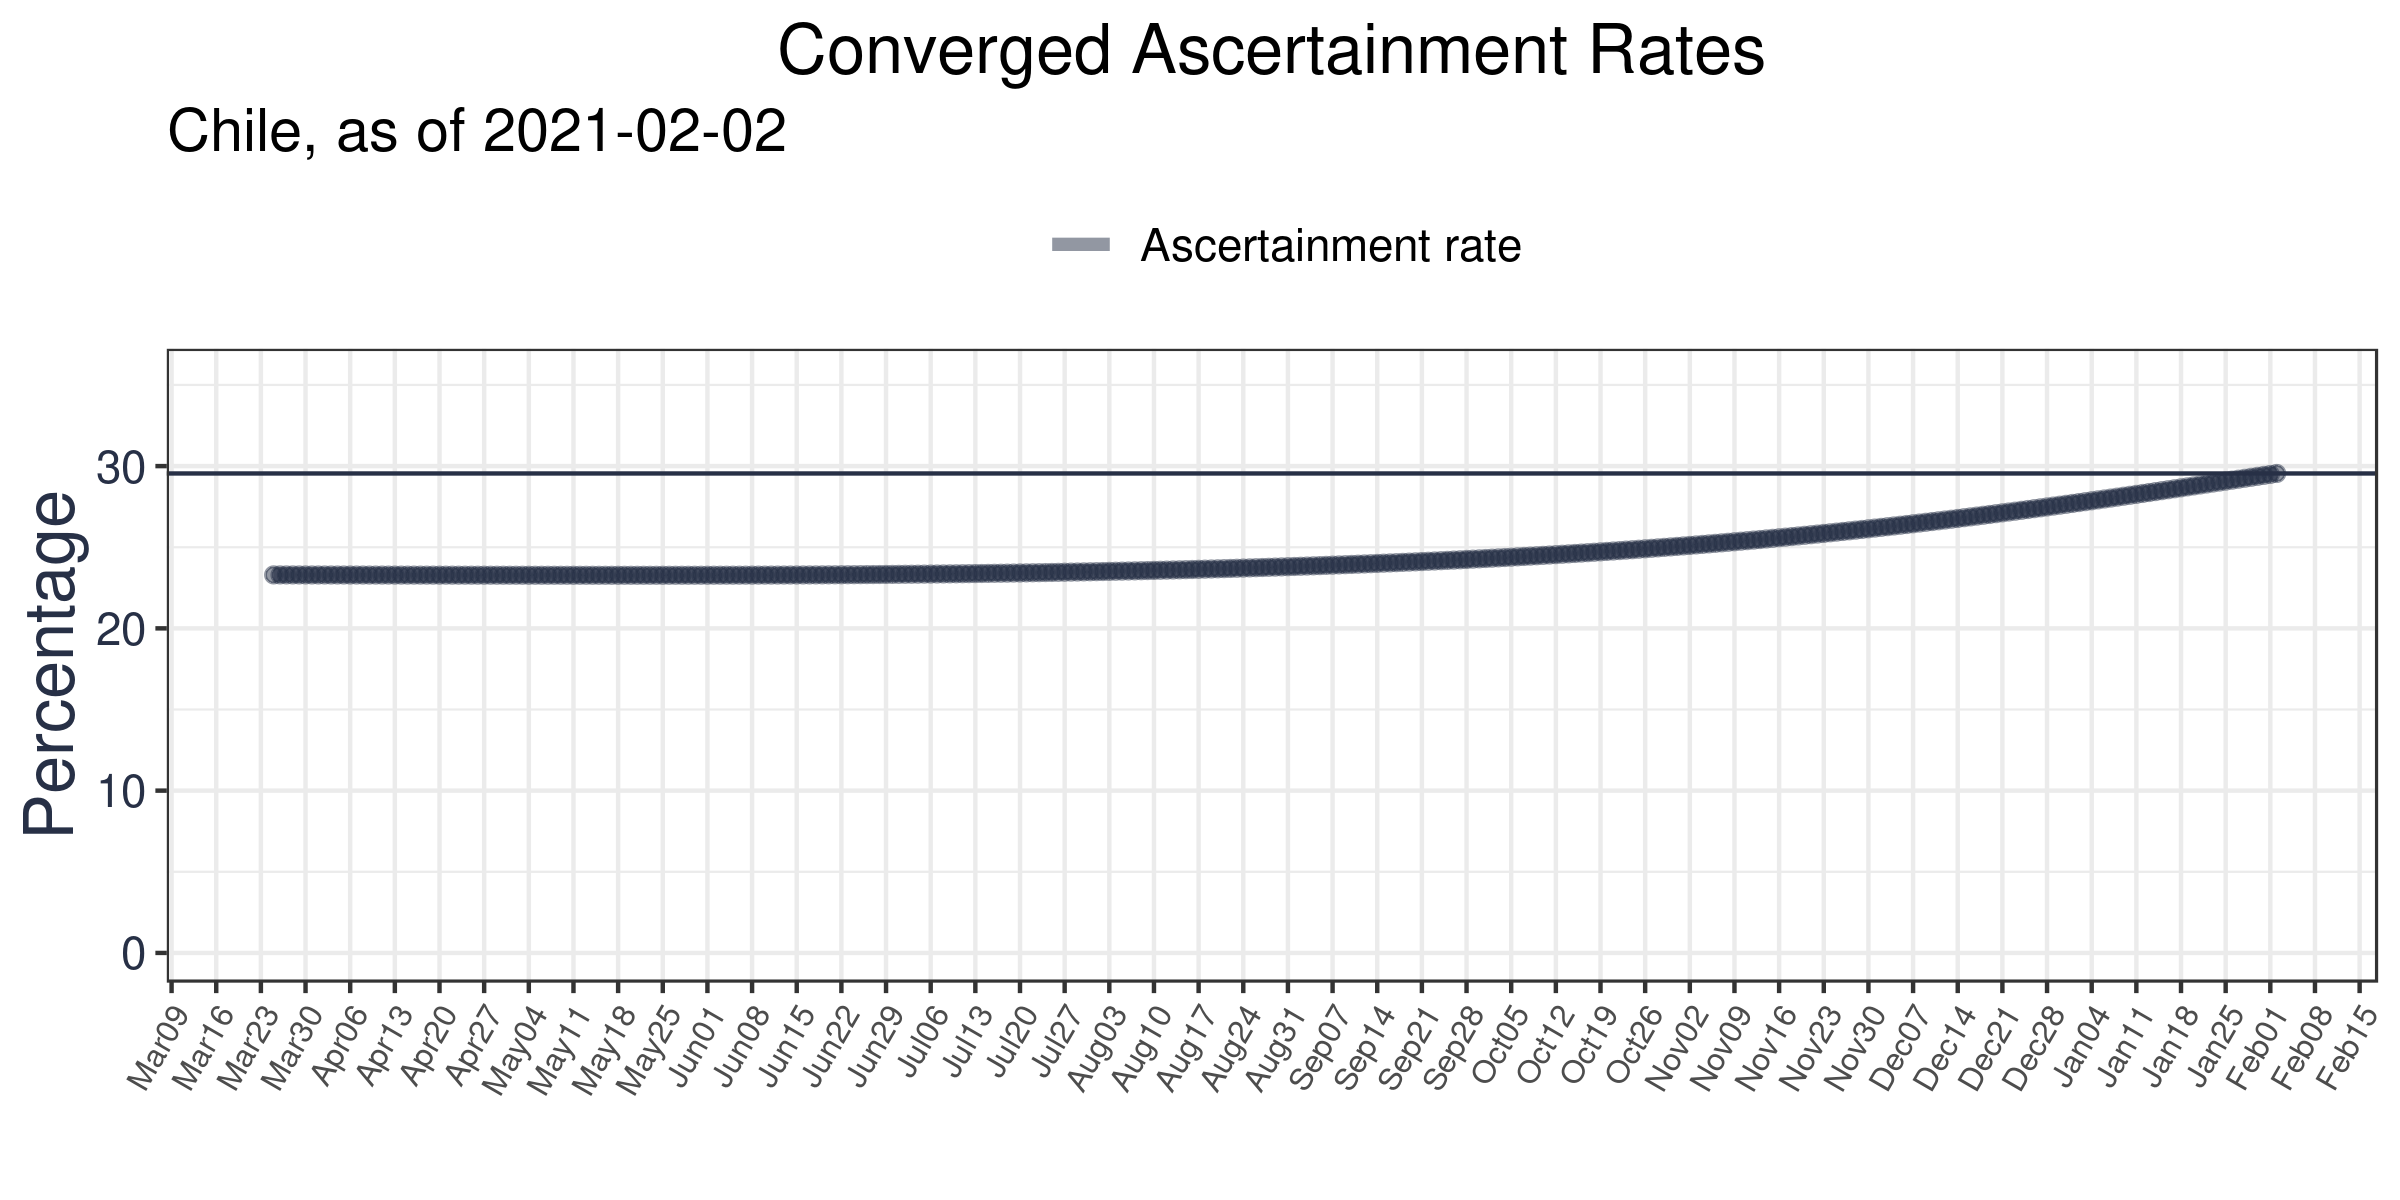 Converged Ascertainment Rates
Chile, as of 2021-02-02
Ascertainment rate
Percentage
30
20
10
0
Mar09 Mar16 Mar23 Mar30 Apr06 Apr13 Apr20 Apr27 May04 May11 May18 May25 Jun01 Jun08 Jun15 Jun22 Jun29 Jul06 Jul13 Jul20 Jul27 Aug03 Aug10 Aug17 Aug24 Aug31 Sep07 Sep14 Sep21 Sep28 Oct05 Oct12 Oct19 Oct26 Nov02 Nov09 Nov16 Nov23 Nov30 Dec07 Dec14 Dec21 Dec28 Jan04 Jan11 Jan18 Jan25 Feb01 Feb08 Feb15